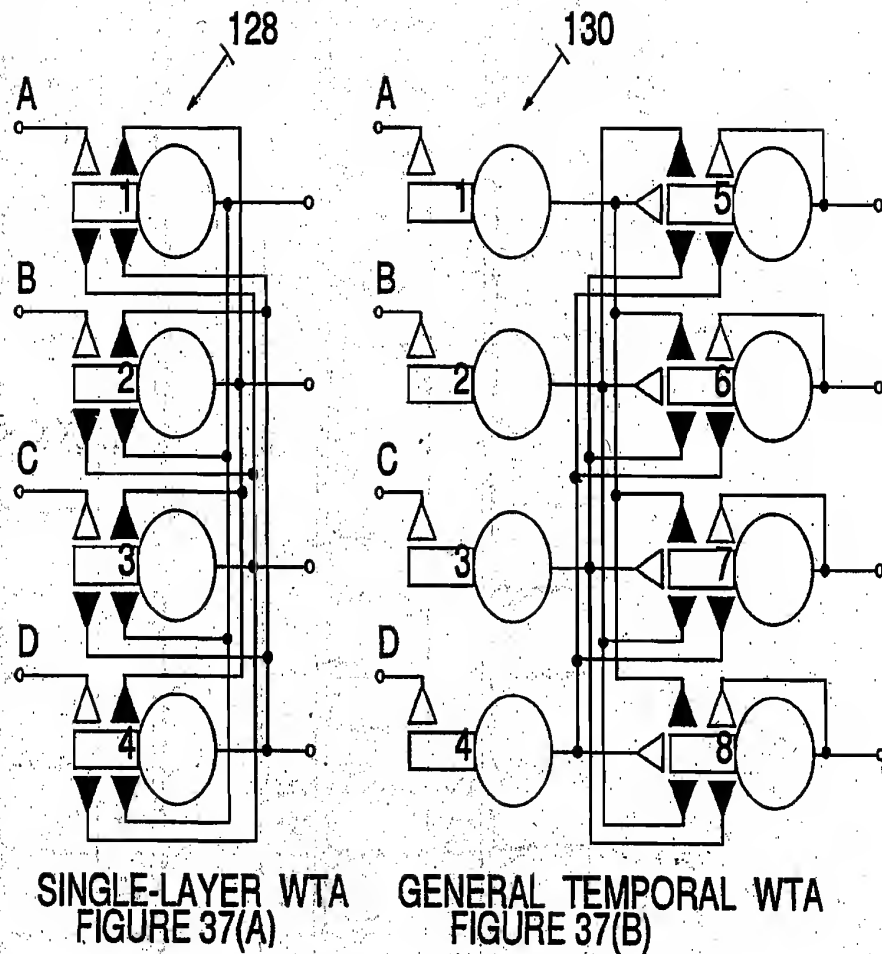 128
130
A
A
1
1
5
B
B
2
2
6
C
C
3
3
7
D
D
4
4
8
SINGLE-LAYER WTA
FIGURE 37(A)
GENERAL TEMPORAL WTA
FIGURE 37(B)